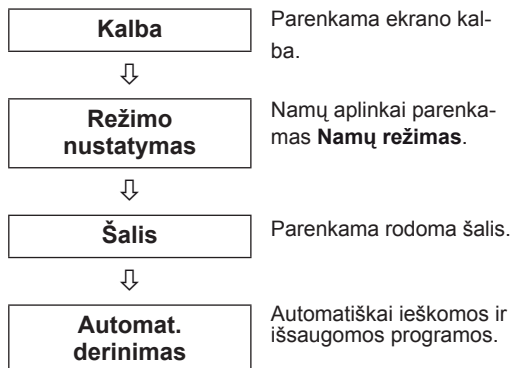 Kalba
Parenkama ekrano kal-
ba.
Režimo
nustatymas
Namų aplinkai parenka-
mas Namų režimas.
Šalis
Parenkama rodoma šalis.
Automat.
derinimas
Automatiškai ieškomos ir
išsaugomos programos.